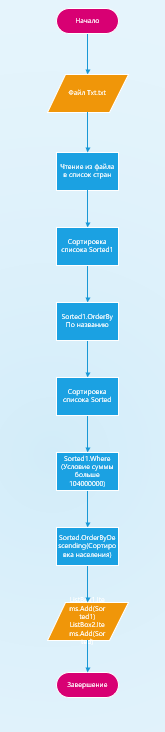 Начало
Файл Txt.txt
Чтение из файла
в список стран
Сортировка
списока Sorted1
Sorted1.OrderBy
По названию
Сортировка
списока Sorted
Sorted1.Where
(Условие суммы
больше
104000000)
Sorted.OrderByDe
scending(Сортиро
вка населения)
ms.Add(Sor
ted1)
ListBox2.Ite
ms.Add(Sor
Завершение